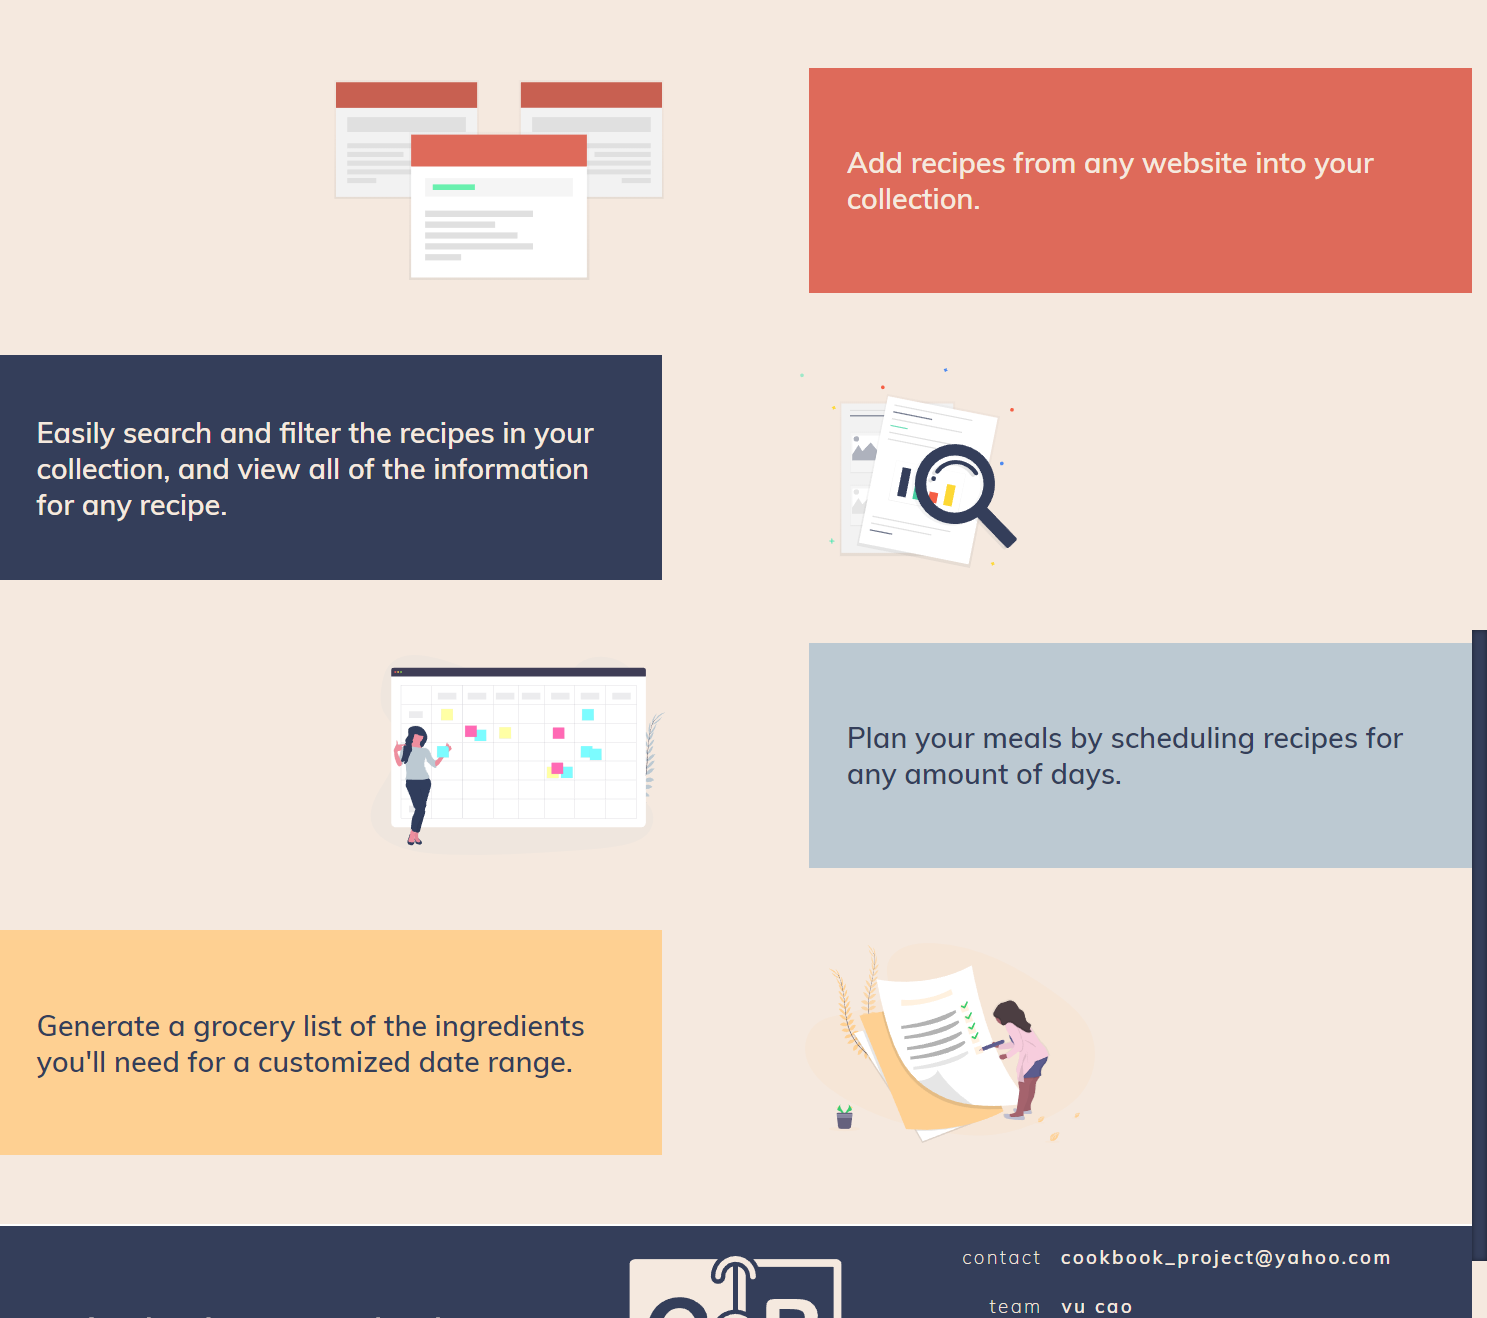 Add recipes from any website into your
collection.
Easily search and filter the recipes in your
collection, and view all of the information
for any recipe.
Plan your meals by scheduling recipes for
any amount of days.
Generate a grocery list of the ingredients
you'll need for a customized date range.
contact cookbook_project@yahoo.com
team vu cao